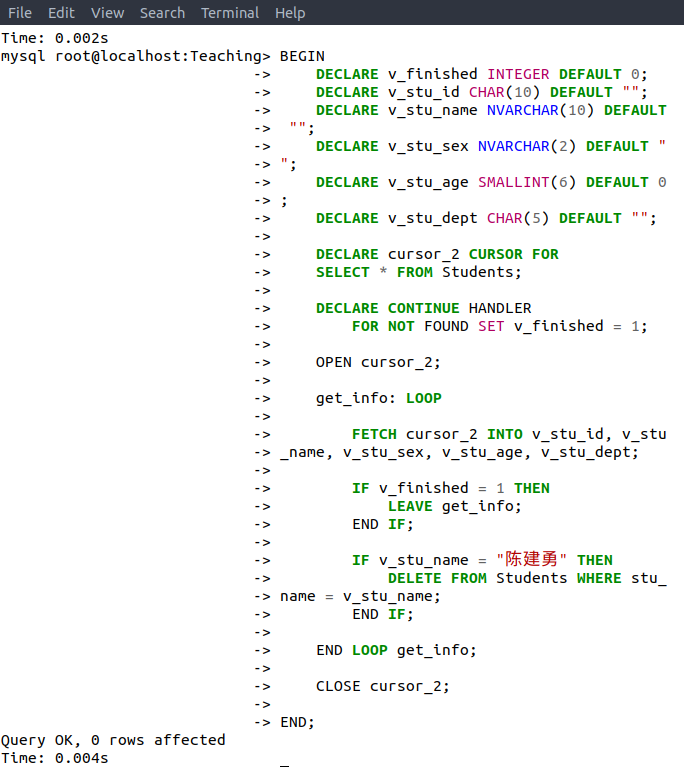 File Edit View Search Terminal Help
Time: 0.002s
mysql root@localhost:Teaching> BEGIN
-> DECLARE v_finished INTEGER DEFAULT 0;
-> DECLARE v_stu_id CHAR(10) DEFAULT "";
-> DECLARE v_stu_name NVARCHAR(10) DEFAULT
-> "";
-> DECLARE v_stu_sex NVARCHAR(2) DEFAULT "
-> ";
-> DECLARE v_stu_age SMALLINT(6) DEFAULT 0
-> ;
-> DECLARE v_stu_dept CHAR(5) DEFAULT "";
->
-> DECLARE cursor_2 CURSOR FOR
-> SELECT * FROM Students;
->
-> DECLARE CONTINUE HANDLER
-> FOR NOT FOUND SET v_finished = 1;
->
-> OPEN cursor_2;
->
-> get_info: LOOP
->
-> FETCH cursor_2 INTO v_stu_id, v_stu
-> _name, v_stu_sex, v_stu_age, v_stu_dept;
->
-> IF v_finished = 1 THEN
-> LEAVE get_info;
-> END IF;
->
-> IF v_stu_name = "陈建勇" THEN
-> DELETE FROM Students WHERE stu_
-> name = v_stu_name;
-> END IF;
->
-> END LOOP get_info;
->
-> CLOSE cursor_2;
->
-> END;
Query OK, 0 rows affected
Time: 0.004s